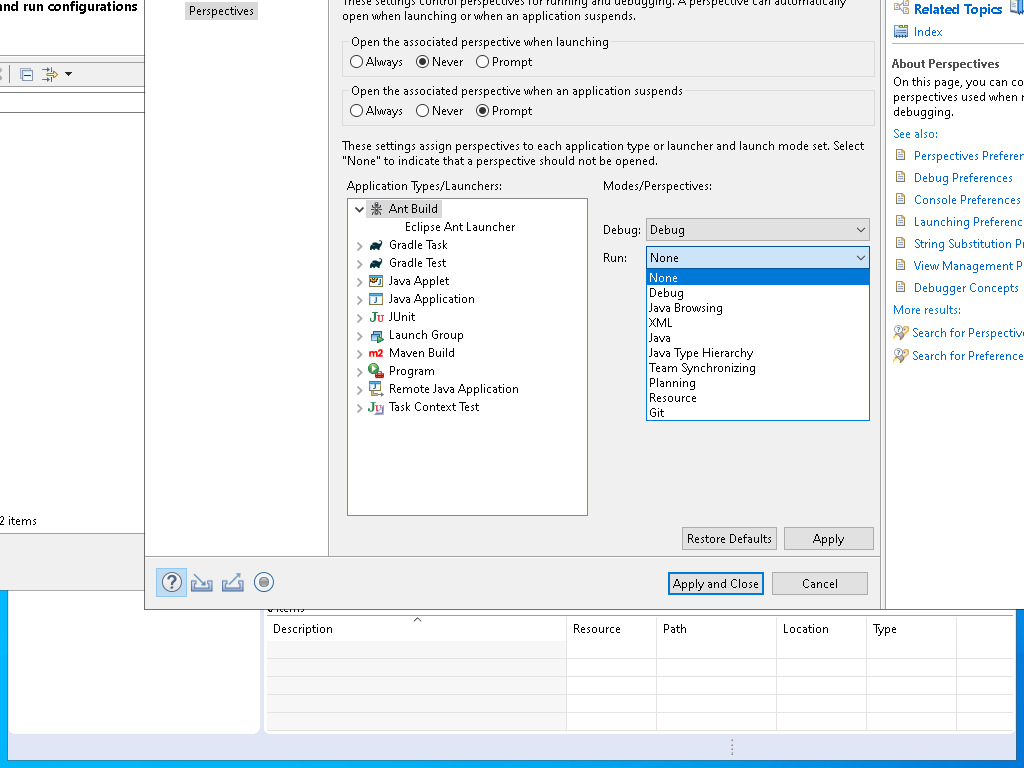 and run configurations
2 items
Perspectives
These settings control perspectives for running and debugging. A perspective can automatically
open when launching or when an application suspends.
Open the associated perspective when launching
Always
Never
Prompt
Open the associated perspective when an application suspends
Always
Never
Prompt
These settings assign perspectives to each application type or launcher and launch mode set. Select
"None" to indicate that a perspective should not be opened.
Application Types/Launchers:
Ant Build
Eclipse Ant Launcher
Gradle Task
Gradle Test
Java Applet
Java Application
JUnit
Launch Group
Maven Build
Program
Remote Java Application
Task Context Test
Modes/Perspectives:
Debug:
Debug
Run:
None
None
Debug
Java Browsing
XML
Java
Java Type Hierarchy
Team Synchronizing
Planning
Resource
Git
Restore Defaults
Apply
Apply and Close
Cancel
Related Topics
Index
About Perspectives
On this page, you can co
perspectives used when r
debugging.
See also:
Perspectives Preferen
Debug Preferences
Console Preferences
Launching Preferenc
String Substitution P
View Management P
Debugger Concepts
More results:
Search for Perspective
Search for Preference
items
Description
Resource
Path
Location
Type